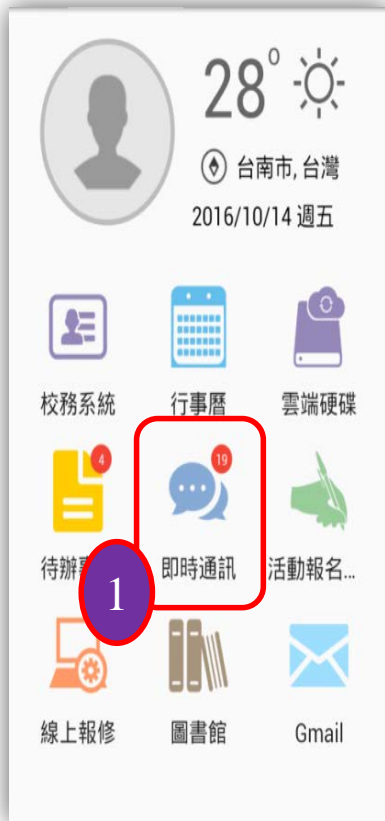 28°
台南市, 台灣
2016/10/14 週五
校務系統
行事曆
雲端硬碟
4
19
待辦
即時通訊
活動報名...
1
線上報修
圖書館
Gmail